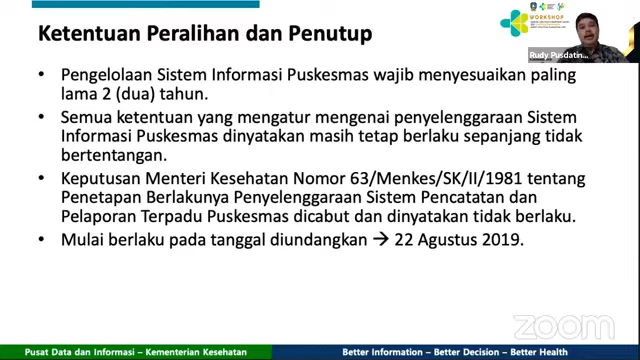 Ketentuan Peralihan dan Penutup
WORKSHOP
Rudy Pusdatin...
• Pengelolaan Sistem Informasi Puskesmas wajib menyesuaikan paling
lama 2 (dua) tahun.
• Semua ketentuan yang mengatur mengenai penyelenggaraan Sistem
Informasi Puskesmas dinyatakan masih tetap berlaku sepanjang tidak
bertentangan.
• Keputusan Menteri Kesehatan Nomor 63/Menkes/SK/II/1981 tentang
Penetapan Berlakunya Penyelenggaraan Sistem Pencatatan dan
Pelaporan Terpadu Puskesmas dicabut dan dinyatakan tidak berlaku.
• Mulai berlaku pada tanggal diundangkan → 22 Agustus 2019.
zoom
Pusat Data dan Informasi – Kementerian Kesehatan
Better Information – Better Decision – Better Health